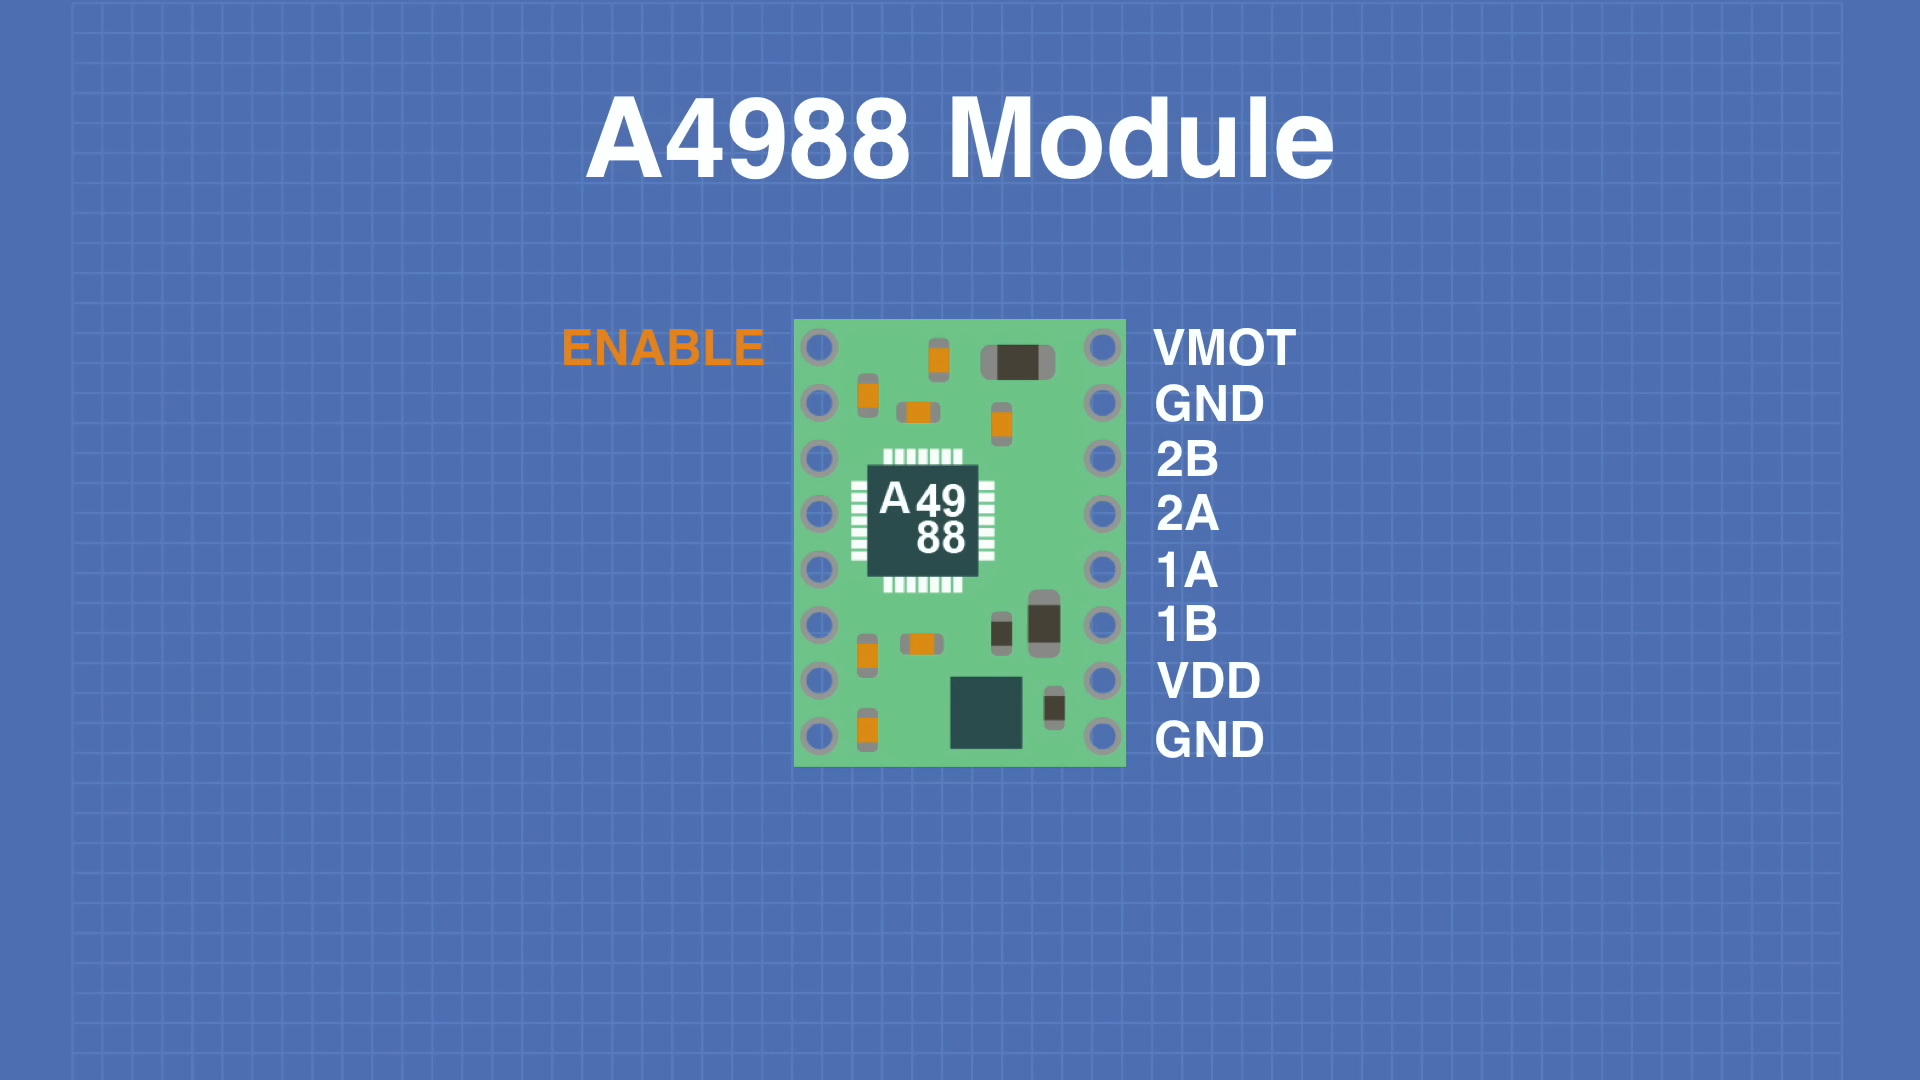 A4988 Module
ENABLE
VMOT
GND
2B
2A
1A
1B
VDD
GND
A 49
88